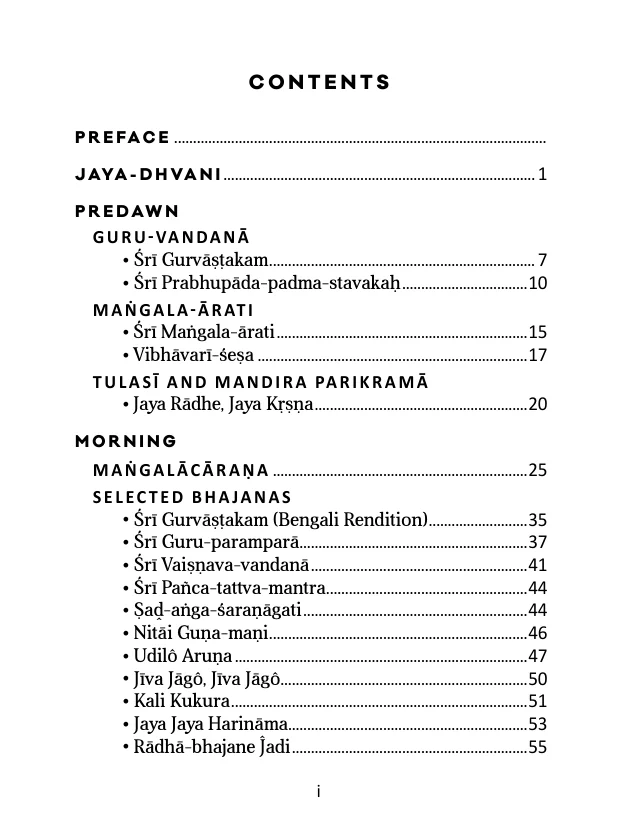 CONTENTS
PREFACE ................................................................................................
JAYA-DHVANI ................................................................................. 1
PREDAWN
GURU-VANDANĀ
• Śrī Gurvāṣṭakam ..................................................................... 7
• Śrī Prabhupāda-padma-stavakaḥ ................................ 10
MAṄGALA-ĀRATI
• Śrī Maṅgala-ārati ................................................................. 15
• Vibhāvarī-śeṣa ...................................................................... 17
TULASĪ AND MANDIRA PARIKRAMĀ
• Jaya Rādhe, Jaya Kṛṣṇa ....................................................... 20
MORNING
MAṄGALĀCĀRAṆA .................................................................. 25
SELECTED BHAJANAS
• Śrī Gurvāṣṭakam (Bengali Rendition) ......................... 35
• Śrī Guru-paramparā ........................................................... 37
• Śrī Vaiṣṇava-vandanā ........................................................ 41
• Śrī Pañca-tattva-mantra .................................................... 44
• Ṣaḍ-aṅga-śaraṇāgati .......................................................... 44
• Nitāi Guṇa-maṇi ................................................................... 46
• Udilô Aruṇa ............................................................................ 47
• Jīva Jāgô, Jīva Jāgô ................................................................ 50
• Kali Kukura ............................................................................. 51
• Jaya Jaya Harināma .............................................................. 53
• Rādhā-bhajane Ĵadi ............................................................. 55
i